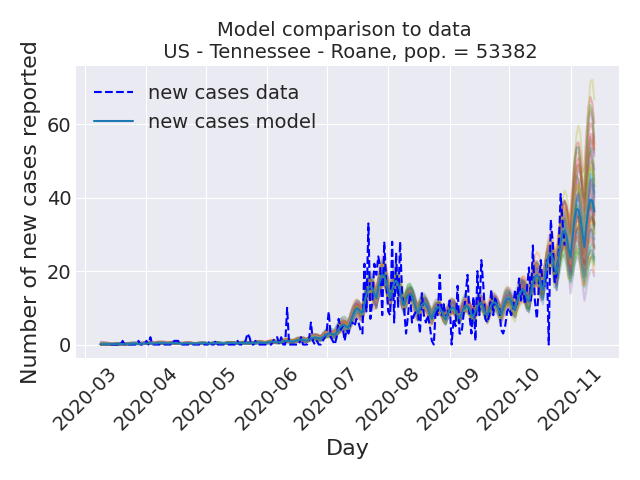 Model comparison to data
US - Tennessee - Roane, pop. = 53382
new cases data
new cases model
Number of new cases reported
60
40
20
0
2020-03
2020-04
2020-05
2020-06
2020-07
2020-08
2020-09
2020-10
2020-11
Day